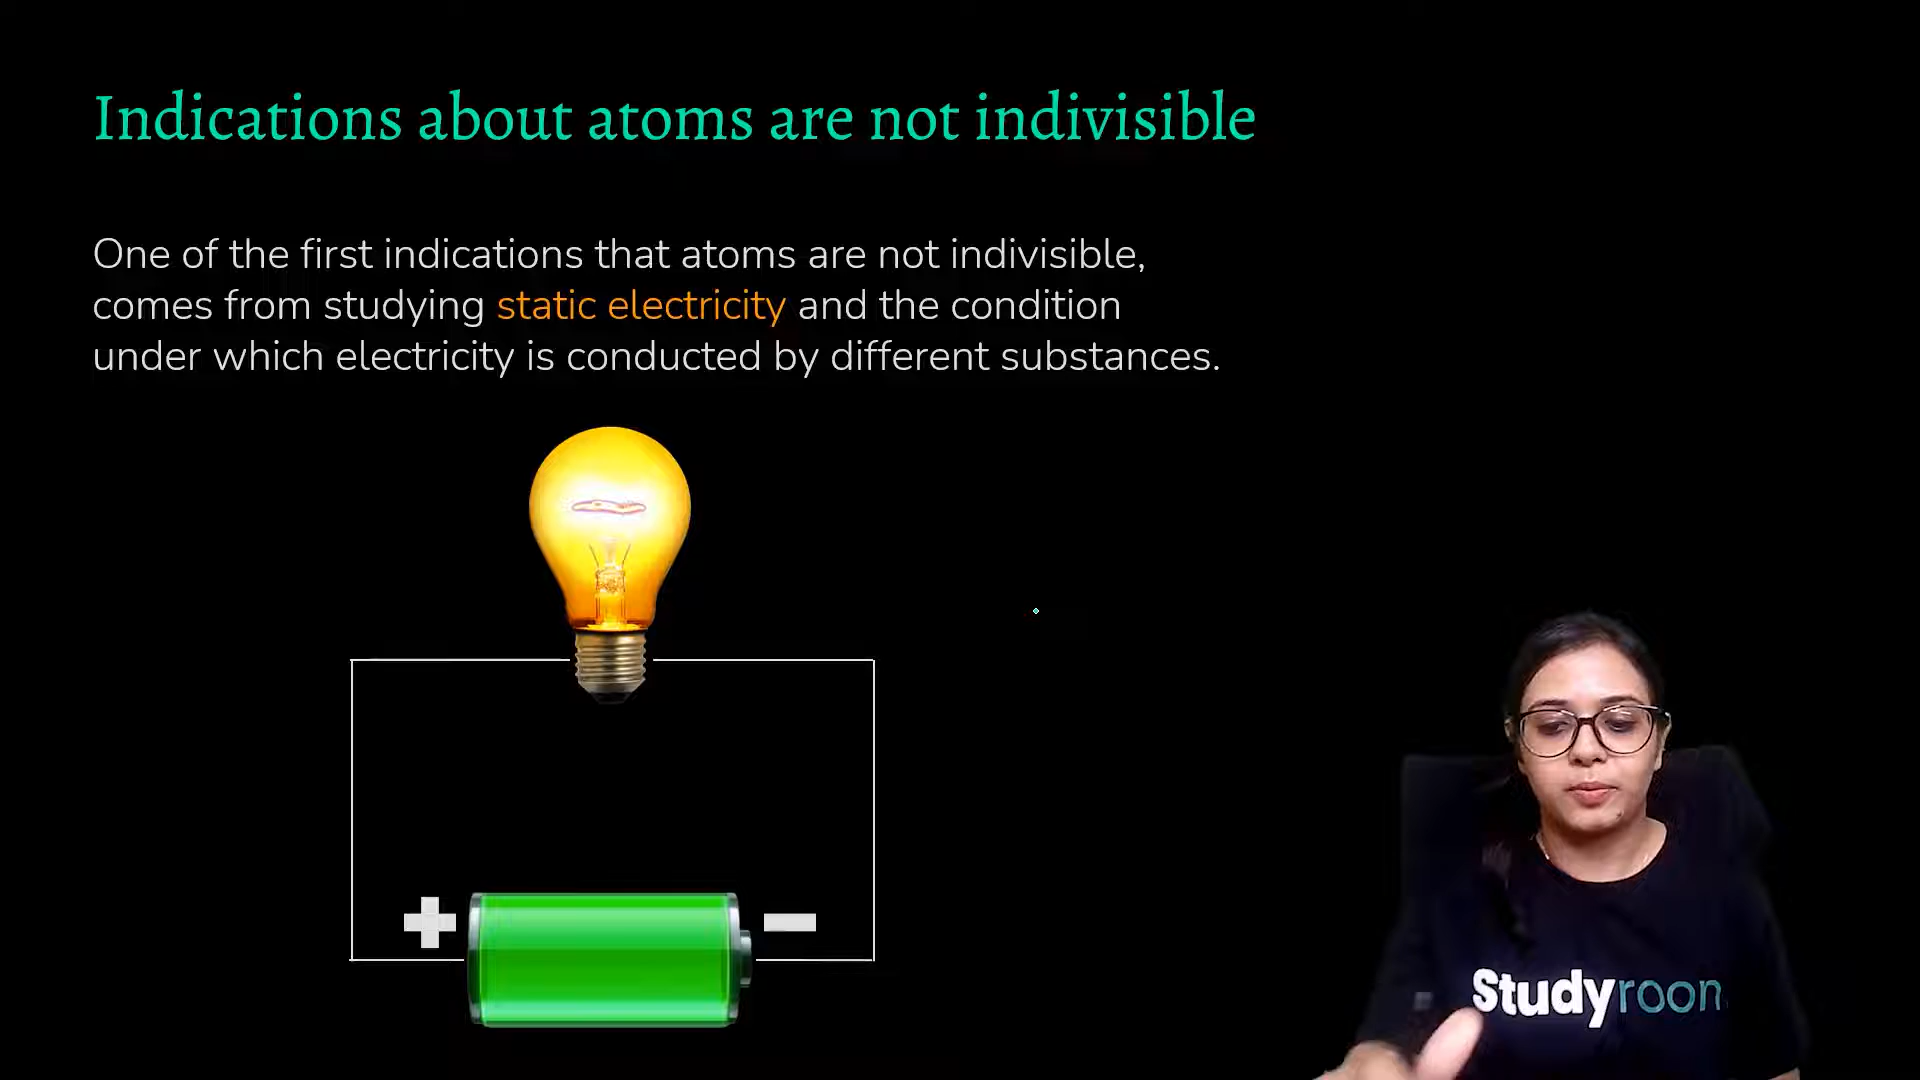 Indications about atoms are not indivisible
One of the first indications that atoms are not indivisible,
comes from studying static electricity and the condition
under which electricity is conducted by different substances.
+ −
Studyroom